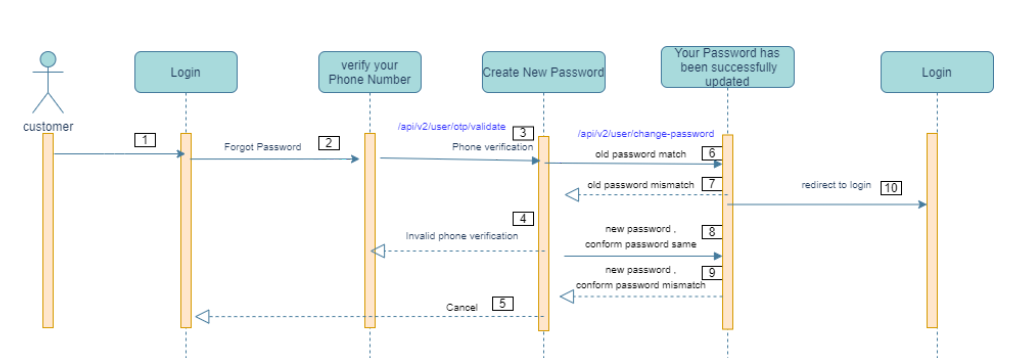 Login
verify your
Phone Number
Create New Password
Your Password has
been successfully
updated
Login
customer
1
Forgot Password
2
/api/v2/user/otp/validate
3
Phone verification
/api/v2/user/change-password
old password match
6
old password mismatch
7
redirect to login
10
4
Invalid phone verification
new password ,
conform password same
8
new password ,
conform password mismatch
9
Cancel
5